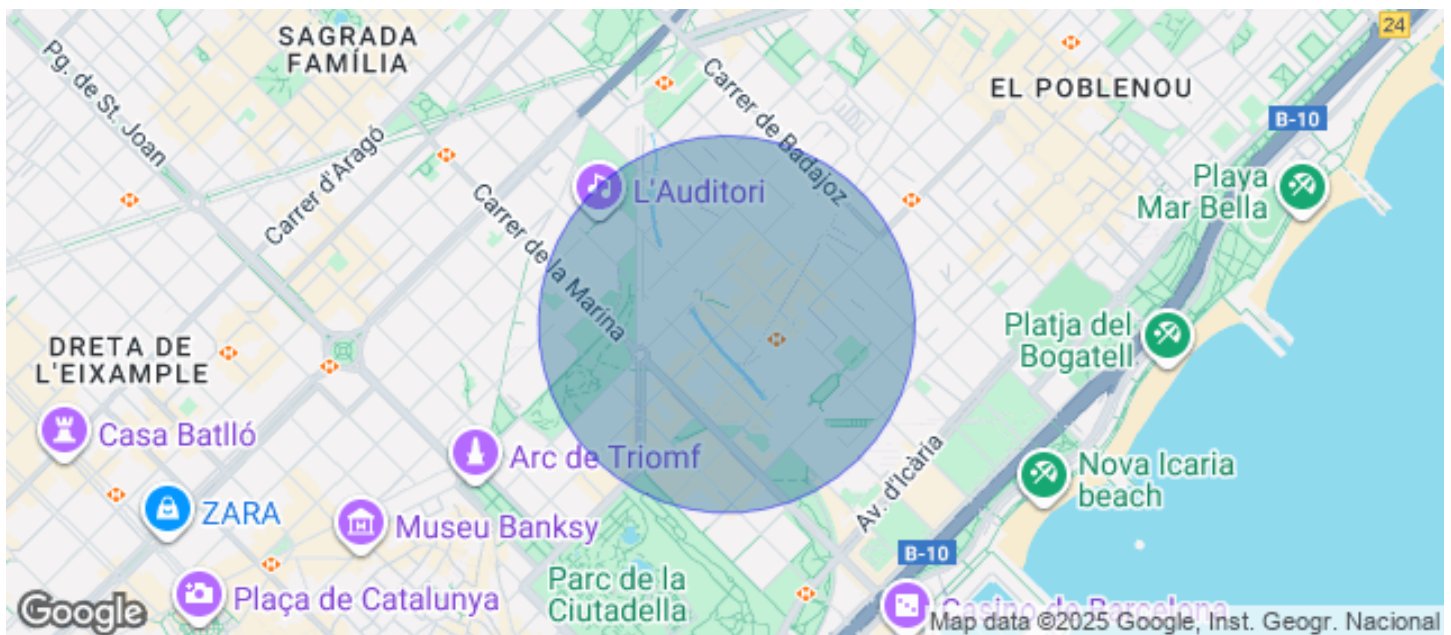 SAGRADA
FAMÍLIA
24
Pg. de St. Joan
Carrer de Badajoz
EL POBLENOU
B-10
Carrer d'Aragó
L'Auditori
Playa
Mar Bella
Carrer de la Marina
DRETA DE
L'EIXAMPLE
Platja del
Bogatell
Casa Batlló
Arc de Triomf
Av. d'Icària
Nova Icaria
beach
ZARA
Museu Banksy
B-10
Parc de la
Ciutadella
Plaça de Catalunya
Casino de Barcelona
Google
Map data ©2025 Google, Inst. Geogr. Nacional